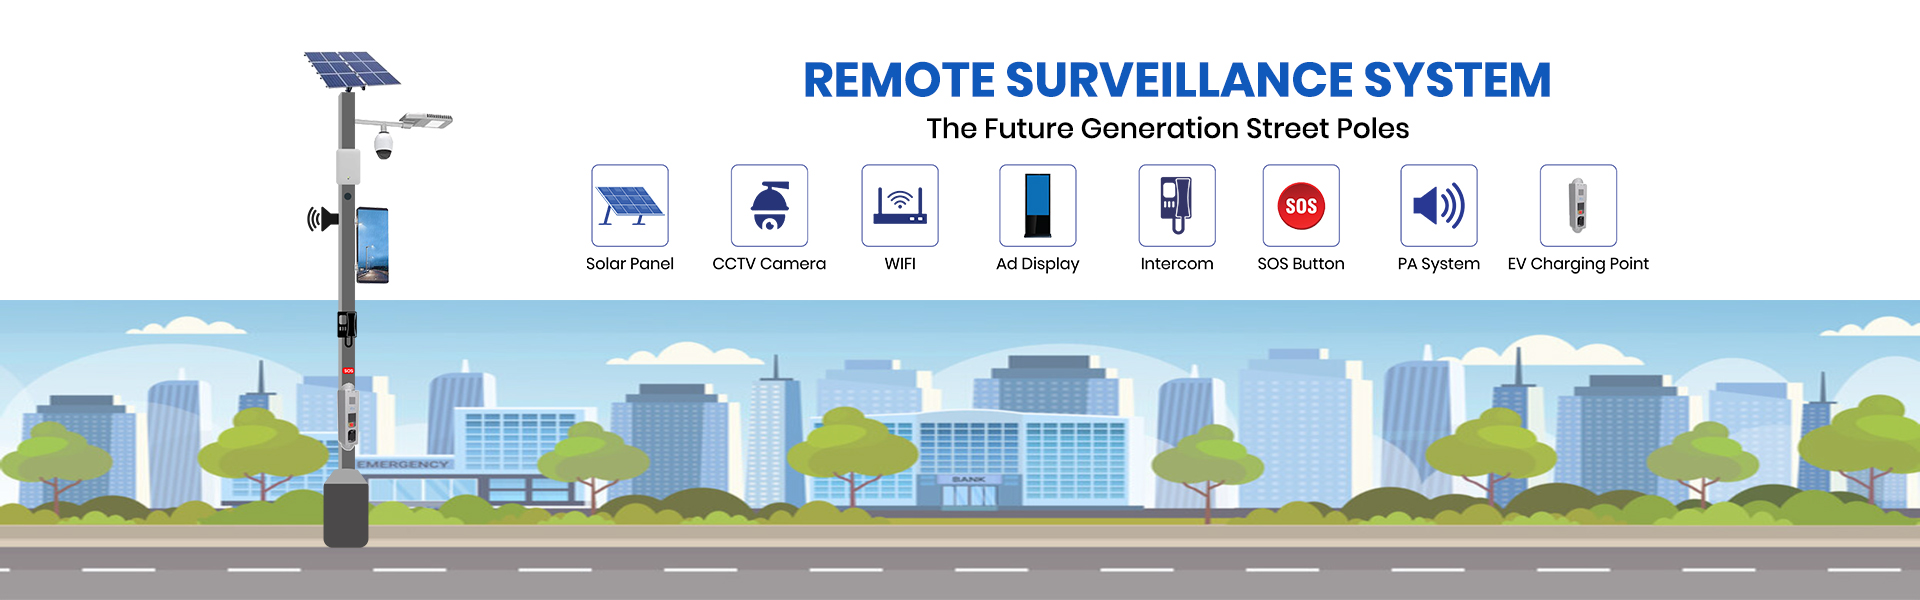 REMOTE SURVEILLANCE SYSTEM
The Future Generation Street Poles
SOS
Solar Panel
CCTV Camera
WIFI
Ad Display
Intercom
SOS Button
PA System
EV Charging Point
SOS
EMERGENCY
BANK